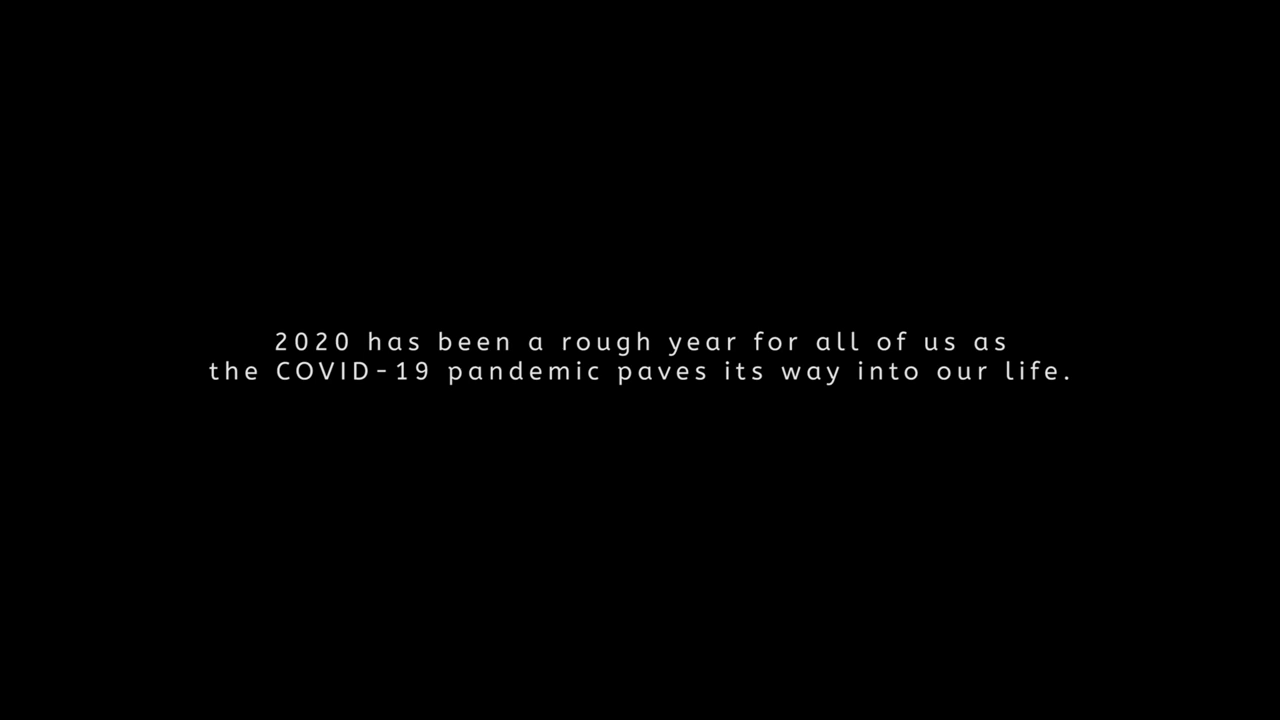 2020 has been a rough year for all of us as
the COVID-19 pandemic paves its way into our life.